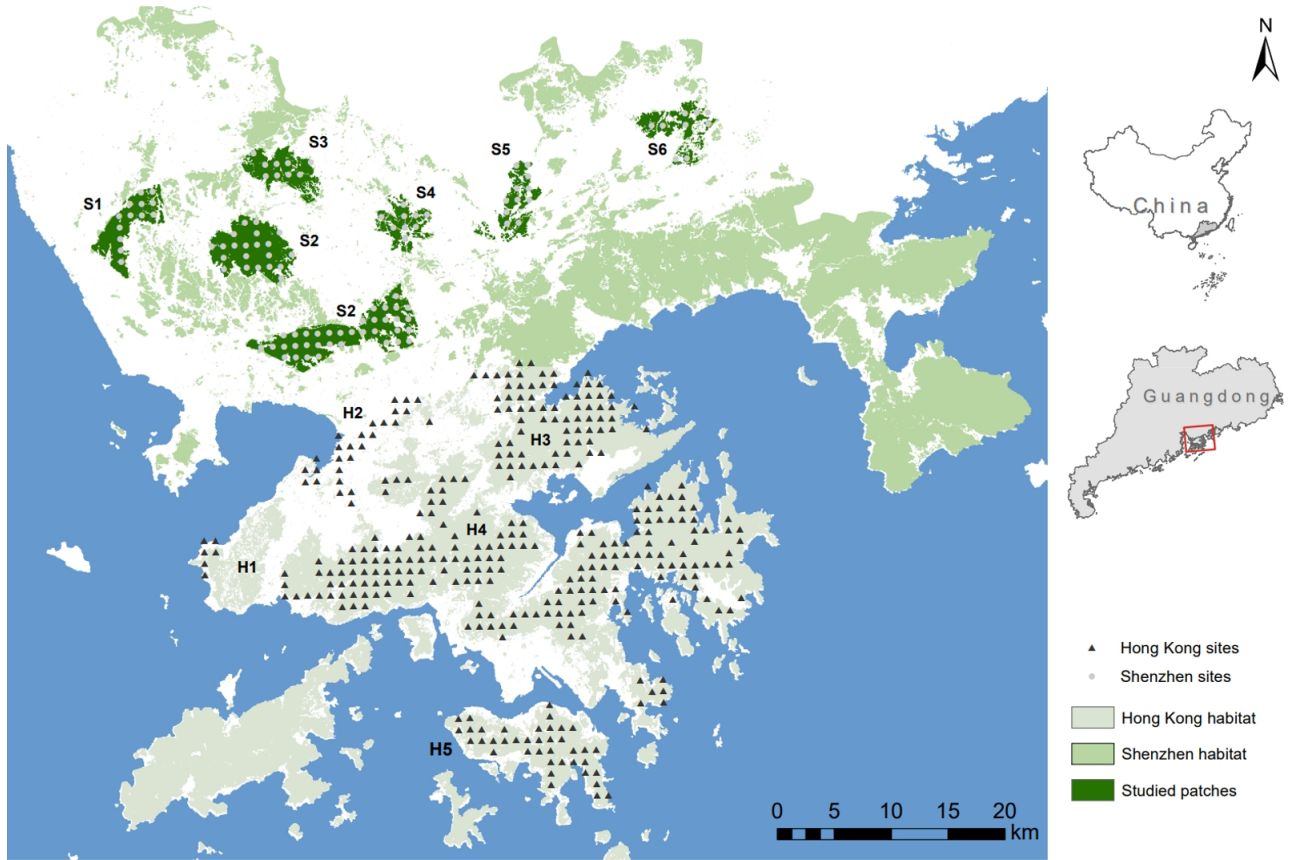 N
S3
S5
S6
S4
S1
S2
S2
China
Guangdong
H2
H3
H4
H1
H5
Hong Kong sites
Shenzhen sites
Hong Kong habitat
Shenzhen habitat
Studied patches
0 5 10 15 20
km